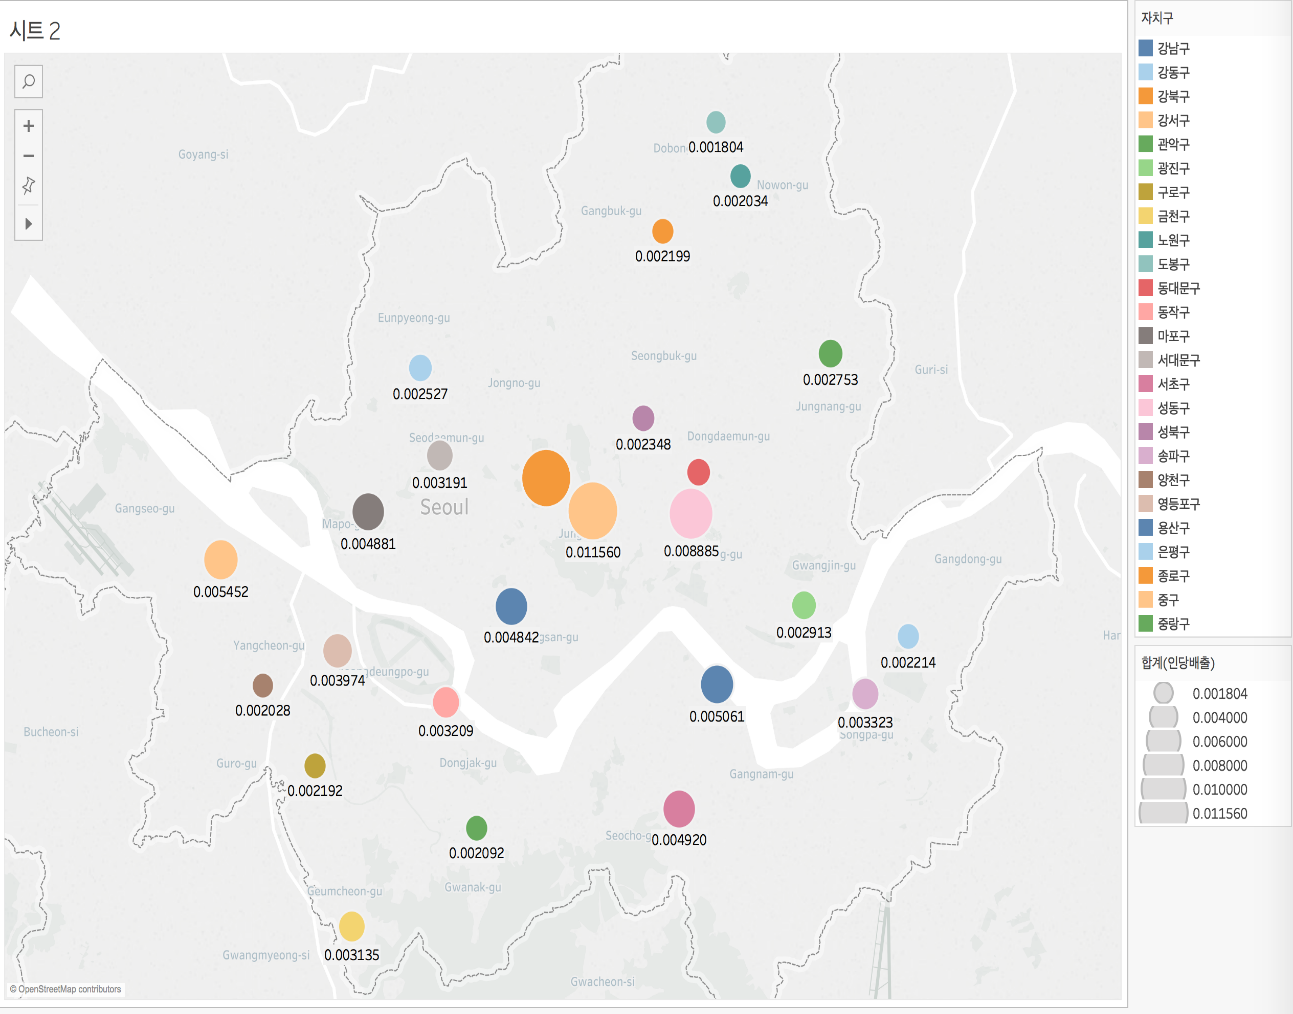 시트 2
Goyang-si
Dobon
0.001804
Nowon-gu
0.002034
Gangbuk-gu
0.002199
Eunpyeong-gu
0.002527
Jongno-gu
Seongbuk-gu
0.002753
Guri-si
Jungnang-gu
0.002348
Dongdaemun-gu
0.003191
Seoul
Gangseo-gu
Mapo-g
0.004881
0.011560
0.008885
g-gu
Gwangjin-gu
Gangdong-gu
0.005452
0.004842
gsan-gu
0.002913
Har
0.002214
Yangcheon-gu
gdeungpo-gu
0.003974
0.002028
0.003209
0.005061
0.003323
Songpa-gu
Bucheon-si
Guro-gu
Dongjak-gu
Gangnam-gu
0.002192
0.002092
Seocho-g
0.004920
Geumcheon-gu
Gwanak-gu
0.003135
Gwangmyeong-si
Gwacheon-si
© OpenStreetMap contributors
자치구
강남구
강동구
강북구
강서구
관악구
광진구
구로구
금천구
노원구
도봉구
동대문구
동작구
마포구
서대문구
서초구
성동구
성북구
송파구
양천구
영등포구
용산구
은평구
종로구
중구
중랑구
합계(인당배출)
0.001804
0.004000
0.006000
0.008000
0.010000
0.011560